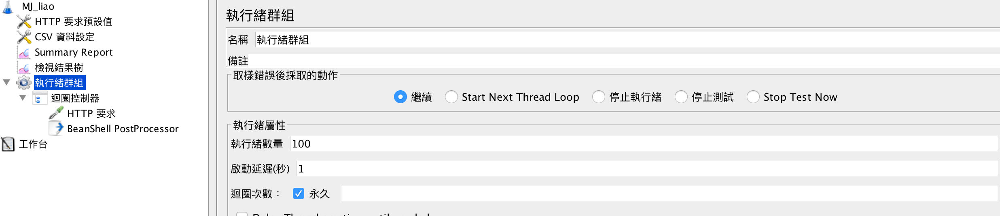 MJ_liao
HTTP 要求預設值
CSV 資料設定
Summary Report
檢視結果樹
執行緒群組
迴圈控制器
HTTP 要求
BeanShell PostProcessor
工作台
執行緒群組
名稱 執行緒群組
備註
取樣錯誤後採取的動作
繼續 Start Next Thread Loop 停止執行緒 停止測試 Stop Test Now
執行緒屬性
執行緒數量 100
啟動延遲(秒) 1
迴圈次數： 永久